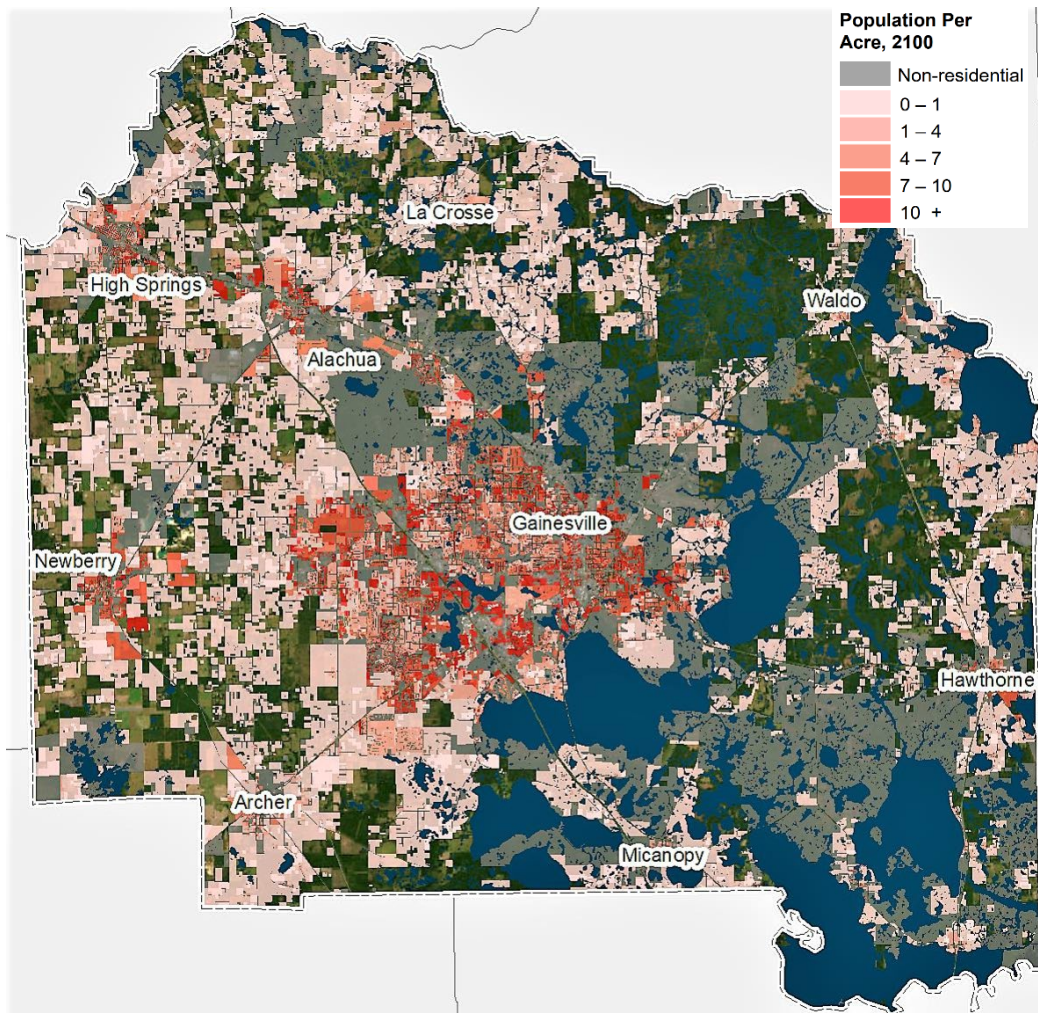 Population Per
Acre, 2100
Non-residential
0 – 1
1 – 4
4 – 7
7 – 10
10 +
La Crosse
High Springs
Waldo
Alachua
Gainesville
Newberry
Hawthorne
Archer
Micanopy